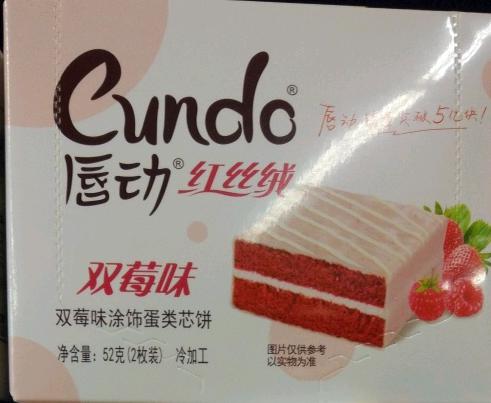 Cundo®
唇动®红丝绒
唇动 突破5亿块!
双莓味
双莓味涂饰蛋类芯饼
净含量: 52克(2枚装) 冷加工
图片仅供参考
以实物为准